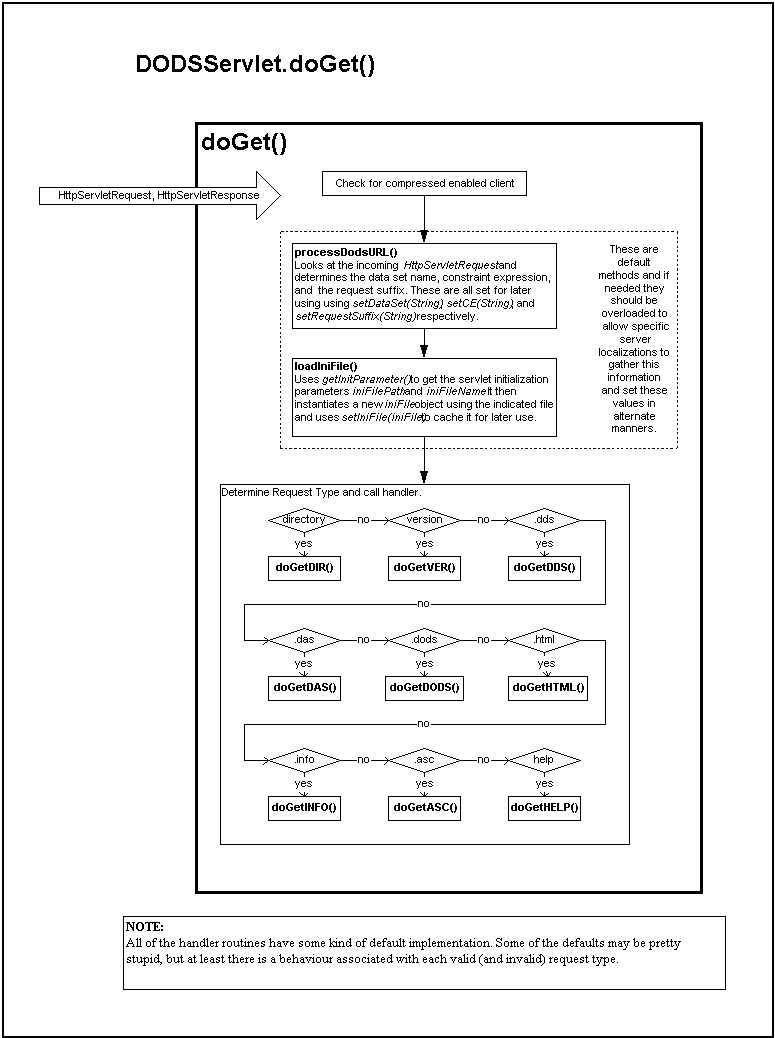 DODSServlet.doGet()
doGet()
HttpServletRequest, HttpServletResponse
Check for compressed enabled client
processDodsURL()
Looks at the incoming HttpServletRequest and
determines the data set name, constraint expression,
and the request suffix. These are all set for later
using using setDataSet(String), setCE(String), and
setRequestSuffix(String) respectively.
These are
default
methods and if
needed they
should be
overloaded to
allow specific
server
localizations to
gather this
information
and set these
values in
alternate
manners.
loadIniFile()
Uses getInitParameter() to get the servlet initialization
parameters iniFilePath and iniFileName. It then
instantiates a new iniFile object using the indicated file
and uses setIniFile(iniFile) to cache it for later use.
Determine Request Type and call handler.
directory no version no .dds
yes yes yes
doGetDIR() doGetVER() doGetDDS()
no
.das no .dods no .html
yes yes yes
doGetDAS() doGetDODS() doGetHTML()
no
.info no .asc no help
yes yes yes
doGetINFO() doGetASC() doGetHELP()
NOTE:
All of the handler routines have some kind of default implementation. Some of the defaults may be pretty
stupid, but at least there is a behaviour associated with each valid (and invalid) request type.